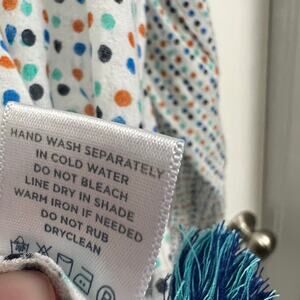 HAND WASH SEPARATELY
IN COLD WATER
DO NOT BLEACH
LINE DRY IN SHADE
WARM IRON IF NEEDED
DO NOT RUB
DRYCLEAN